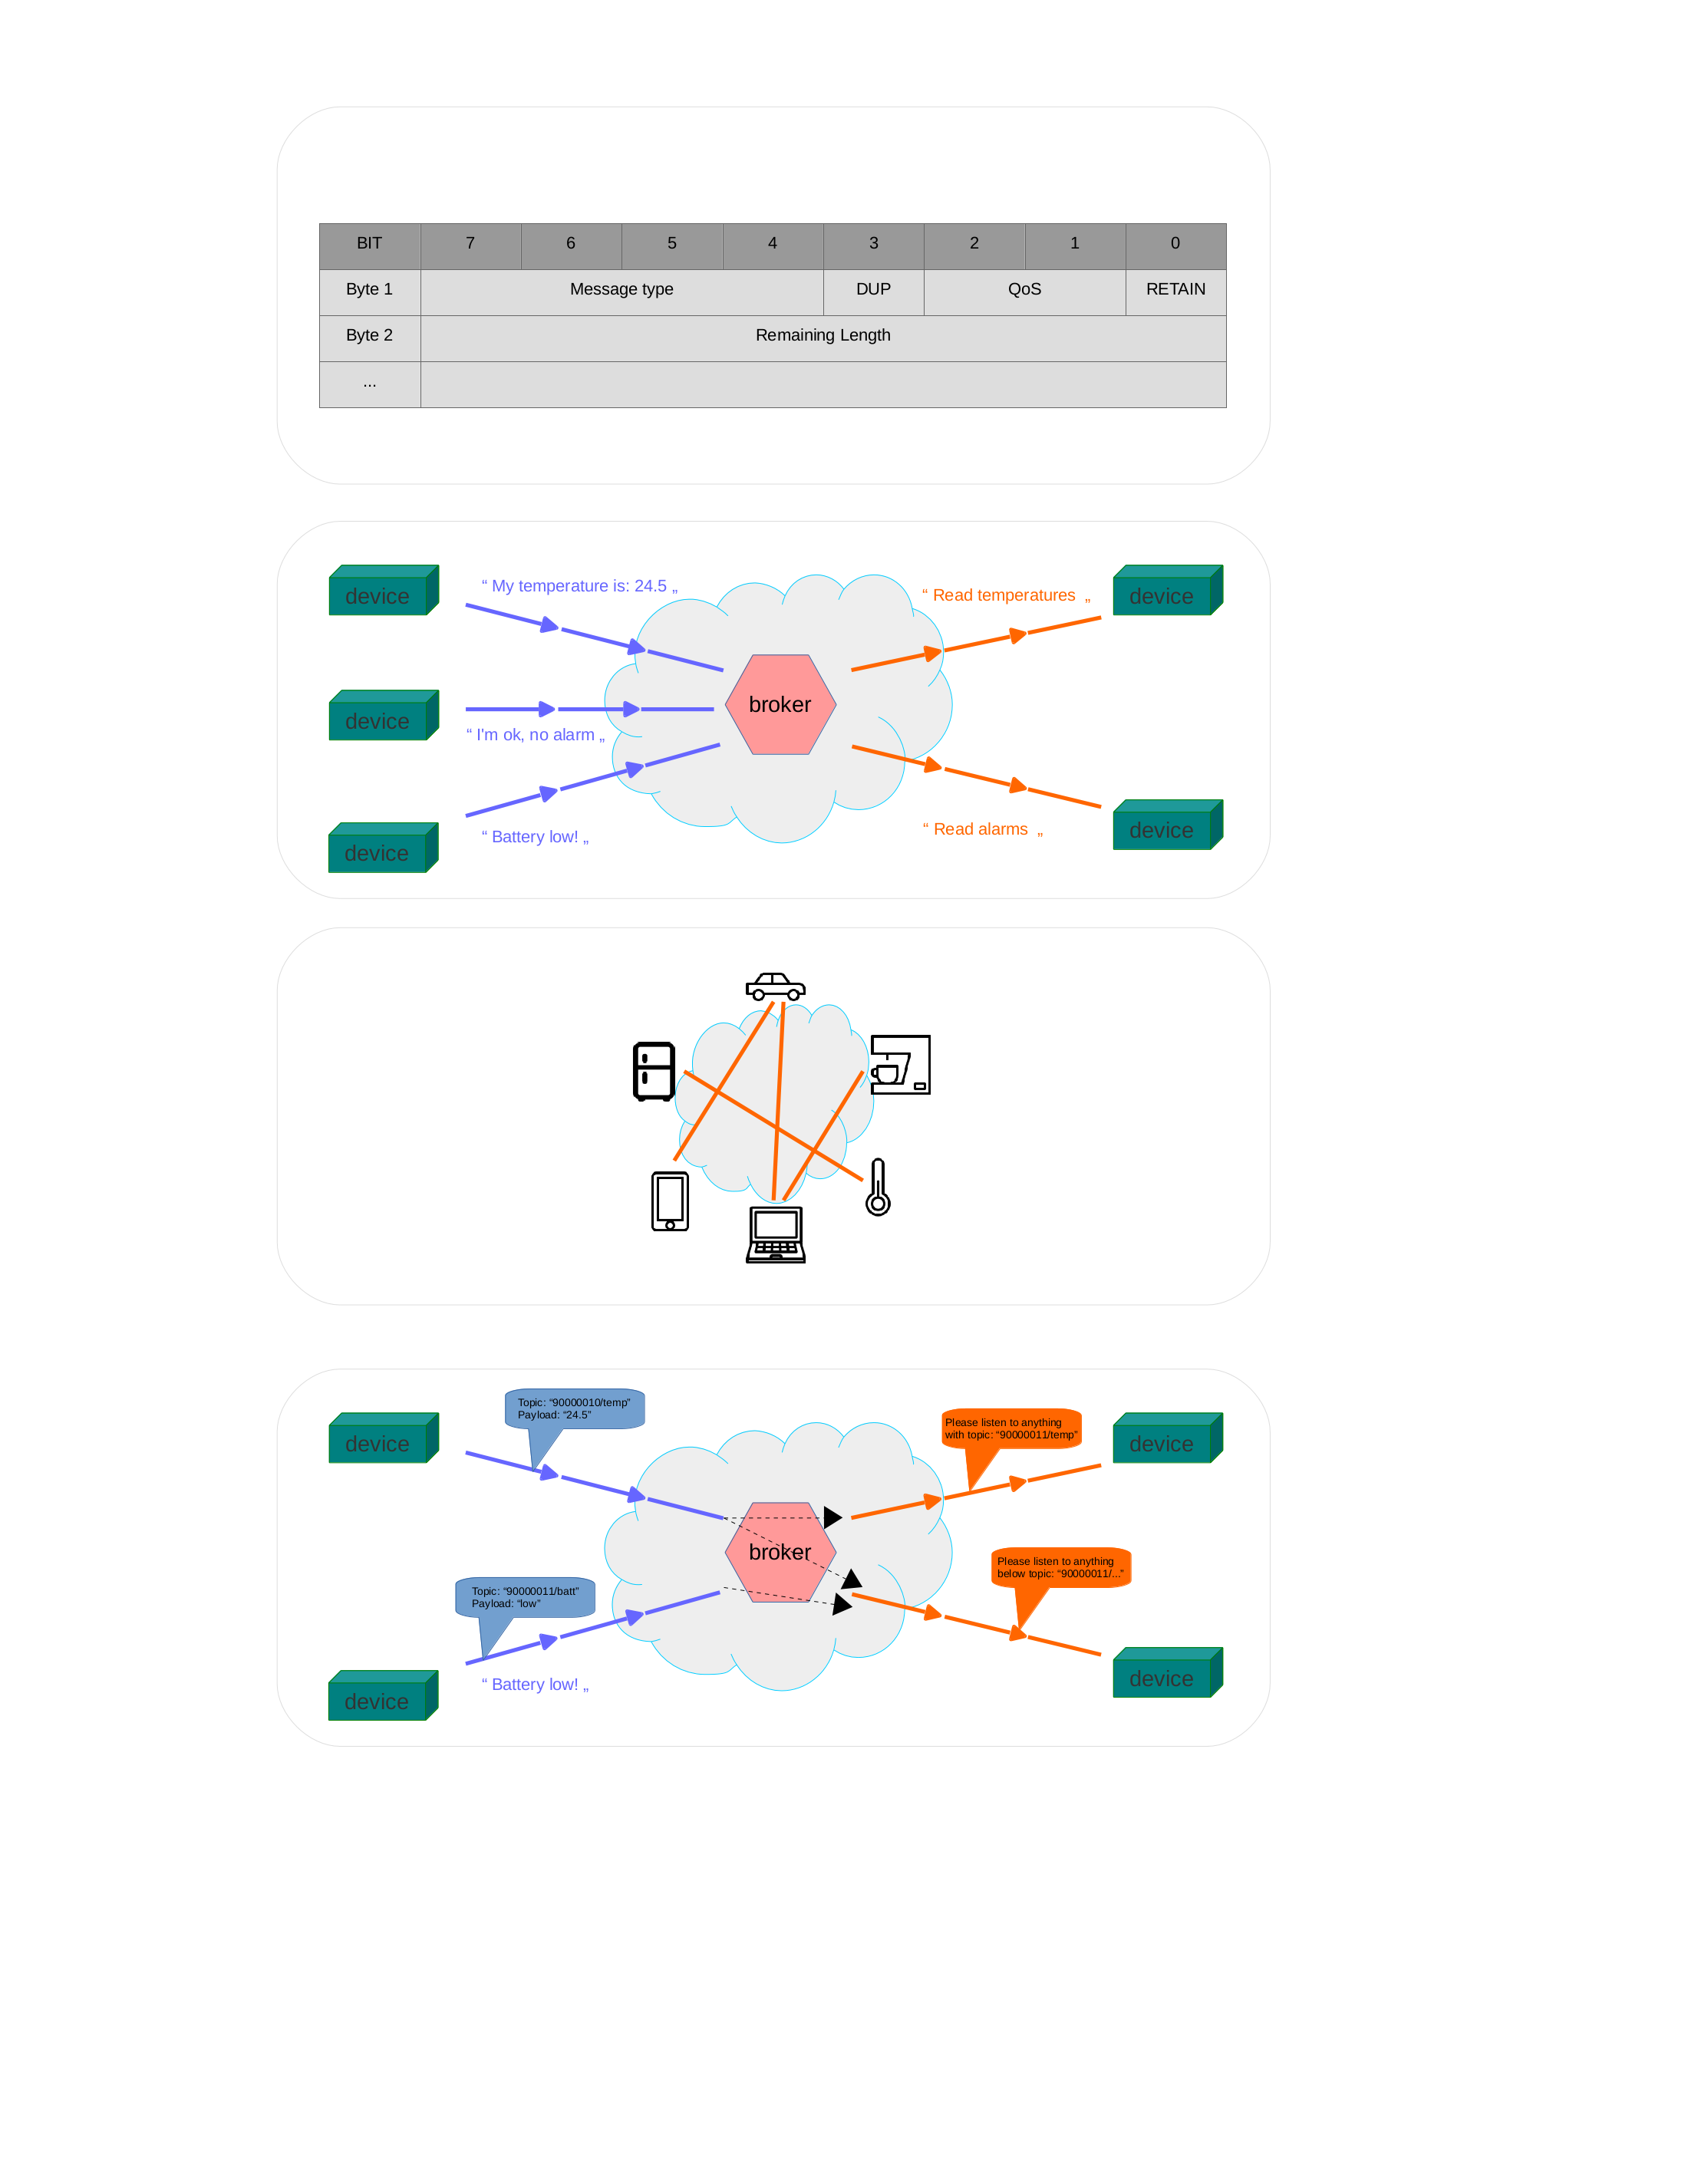 BIT 7 6 5 4 3 2 1 0
Byte 1 Message type DUP QoS RETAIN
Byte 2 Remaining Length
...
device
“ My temperature is: 24.5 „
“ Read temperatures „
device
device
broker
“ I'm ok, no alarm „
“ Battery low! „
“ Read alarms „
device
device
Topic: “90000010/temp”
Payload: “24.5”
Please listen to anything
with topic: “90000011/temp”
device
device
broker
Please listen to anything
below topic: “90000011/...”
Topic: “90000011/batt”
Payload: “low”
“ Battery low! „
device
device